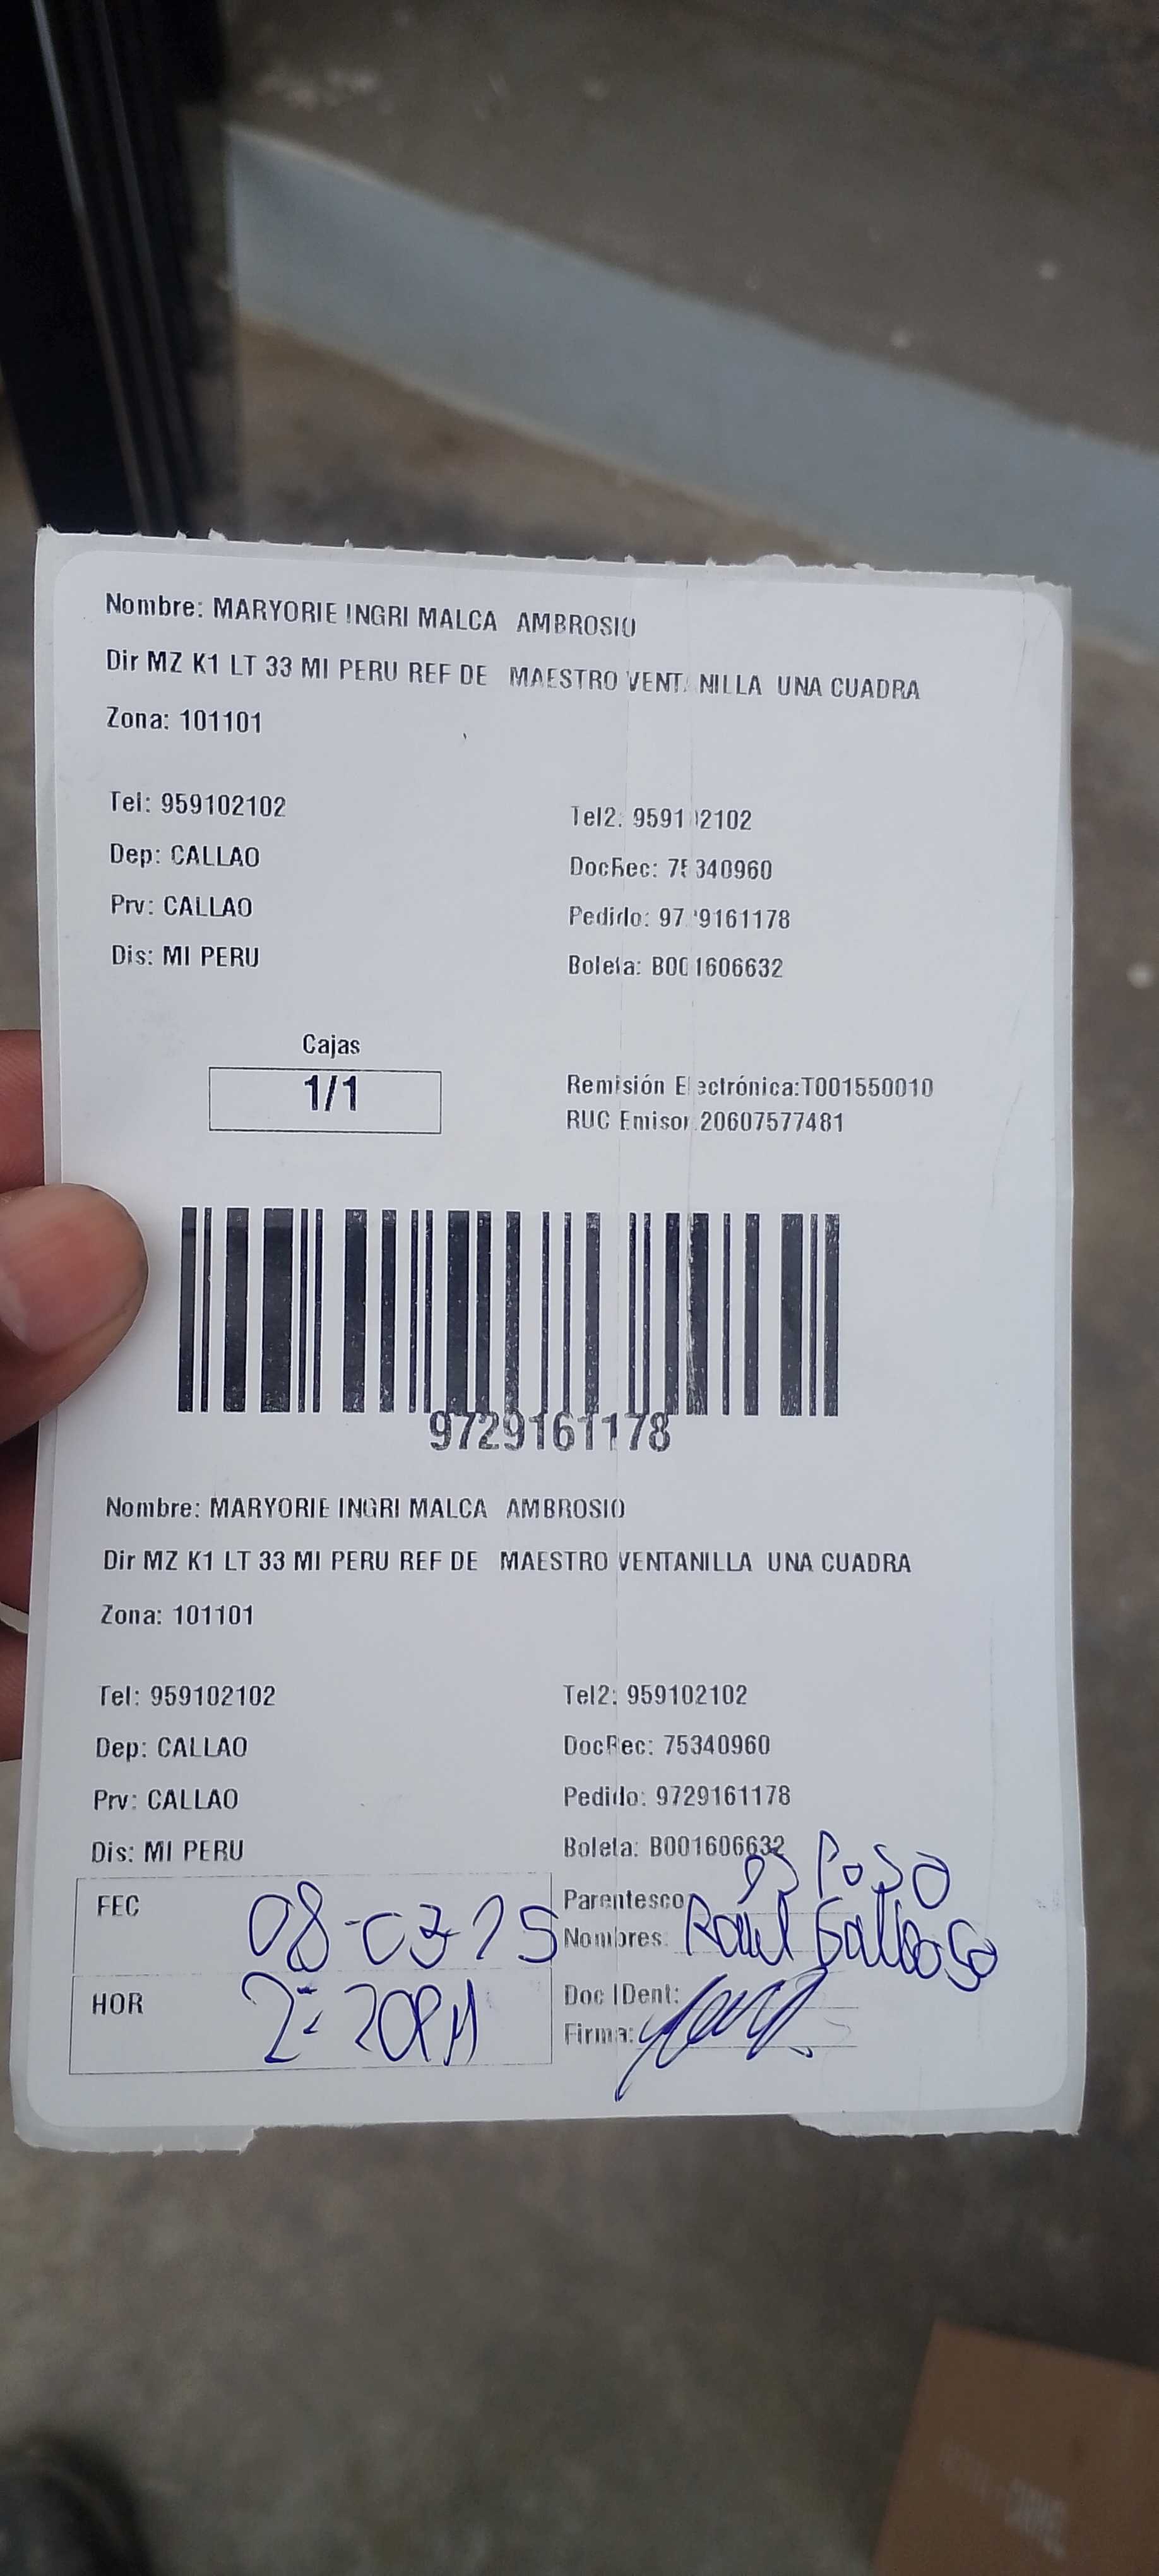 Nombre: MARYORIE INGRI MALCA AMBROSIO
Dir MZ K1 LT 33 MI PERU REF DE MAESTRO VENTANILLA UNA CUADRA
Zona: 101101
Tel: 959102102 Tel2: 959102102
Dep: CALLAO DocRec: 75340960
Prv: CALLAO Pedido: 9729161178
Dis: MI PERU Boleta: B001606632
Cajas
1/1
Remisión Electrónica:T001550010
RUC Emisor 20607577481
9729161178
Nombre: MARYORIE INGRI MALCA AMBROSIO
Dir MZ K1 LT 33 MI PERU REF DE MAESTRO VENTANILLA UNA CUADRA
Zona: 101101
Tel: 959102102 Tel2: 959102102
Dep: CALLAO DocRec: 75340960
Prv: CALLAO Pedido: 9729161178
Dis: MI PERU Boleta: B001606632
FEC Parentesco Esposo
Nombres: Raul
HOR 2:20PM Doc IDent:
Firma: